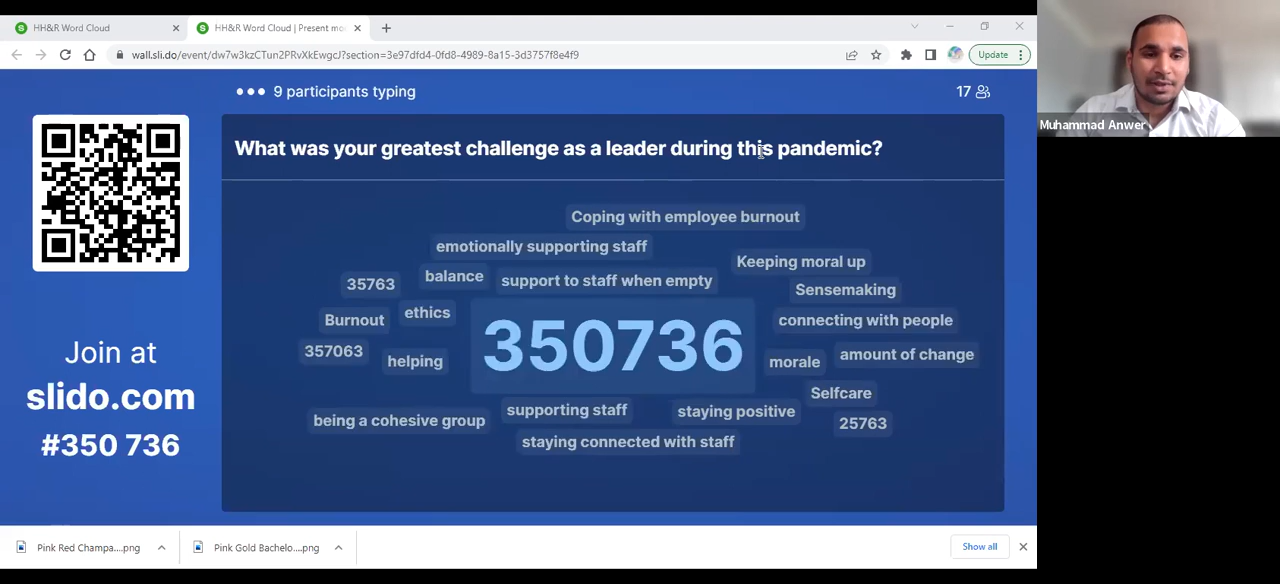 HH&R Word Cloud
HH&R Word Cloud | Present mo
wall.sli.do/event/dw7w3kzCTun2PRvXkEwgcJ?section=3e97dfd4-0fd8-4989-8a15-3d3757f8e4f9
Update
Muhammad Anwer
9 participants typing
17
What was your greatest challenge as a leader during this pandemic?
Coping with employee burnout
emotionally supporting staff
Keeping moral up
balance
support to staff when empty
35763
Sensemaking
ethics
Burnout
connecting with people
350736
357063
helping
morale
amount of change
Selfcare
supporting staff
staying positive
being a cohesive group
25763
staying connected with staff
Join at
slido.com
#350 736
Pink Red Champa....png
Pink Gold Bachelo....png
Show all